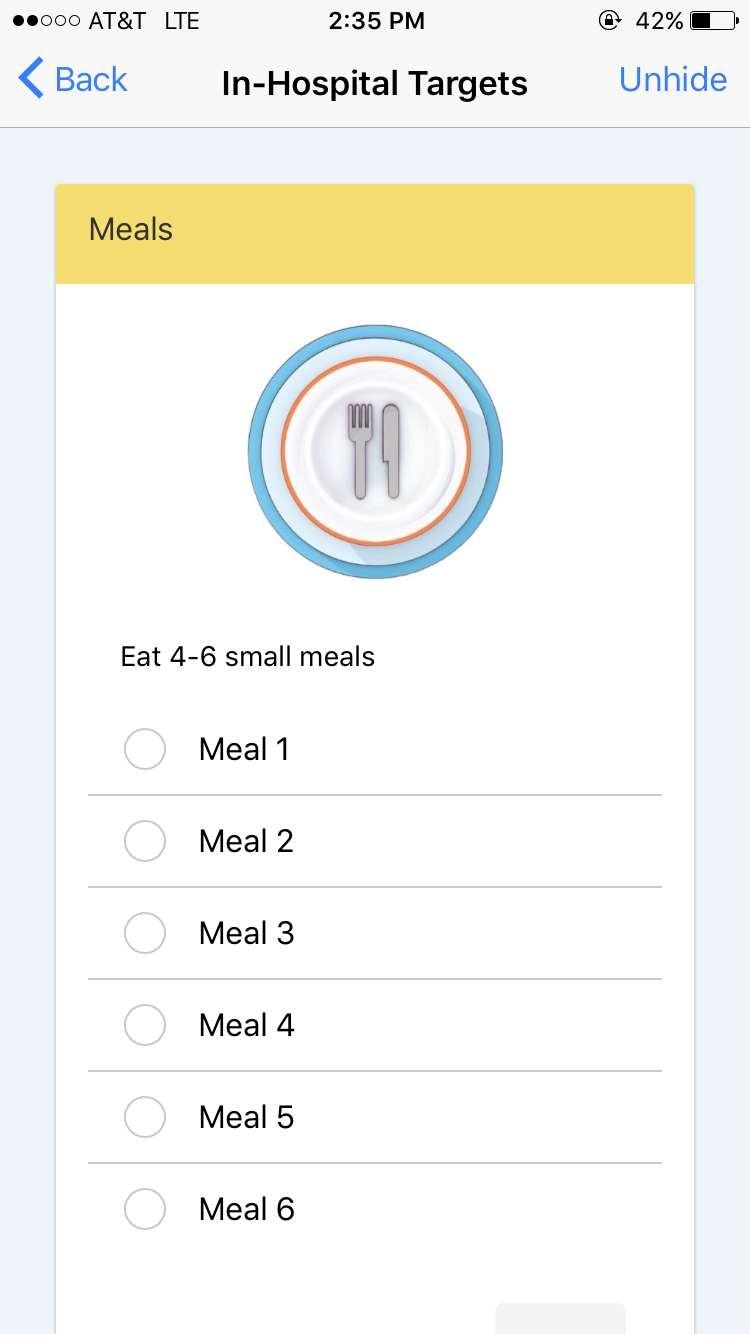 AT&T LTE 2:35 PM 42%
Back In-Hospital Targets Unhide
Meals
Eat 4-6 small meals
Meal 1
Meal 2
Meal 3
Meal 4
Meal 5
Meal 6